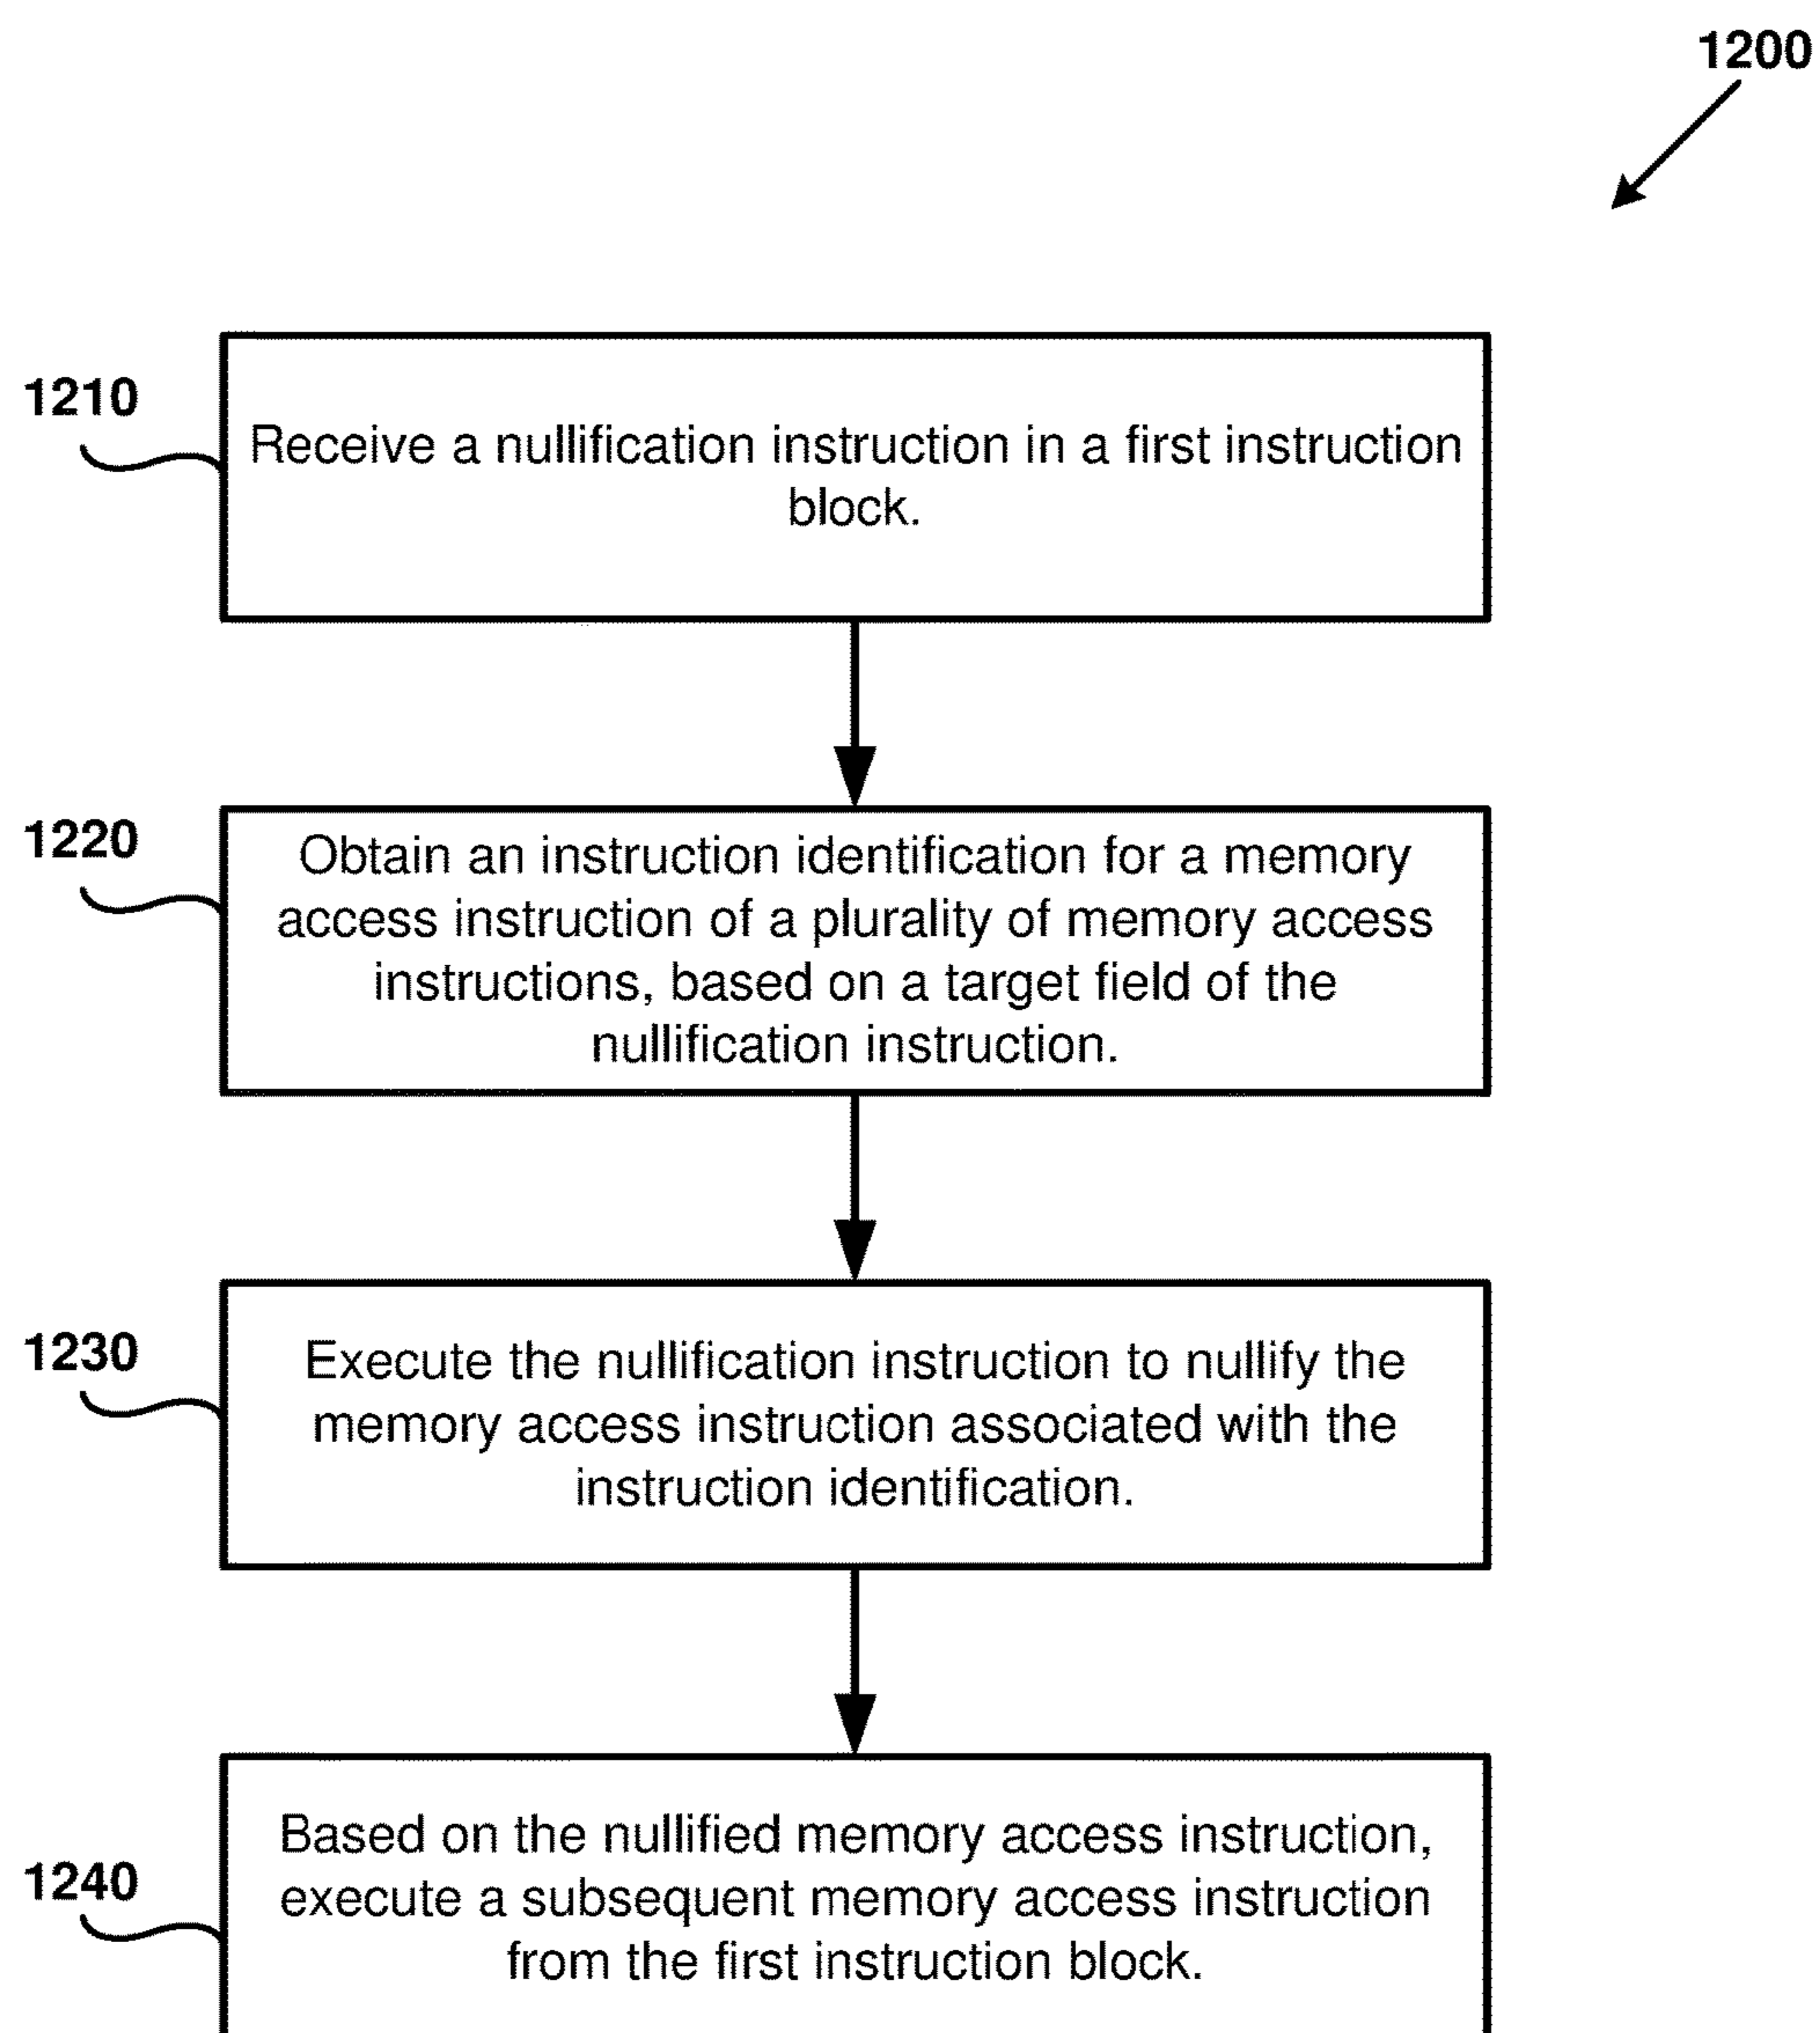 1200
1210
Receive a nullification instruction in a first instruction
block.
1220
Obtain an instruction identification for a memory
access instruction of a plurality of memory access
instructions, based on a target field of the
nullification instruction.
1230
Execute the nullification instruction to nullify the
memory access instruction associated with the
instruction identification.
1240
Based on the nullified memory access instruction,
execute a subsequent memory access instruction
from the first instruction block.